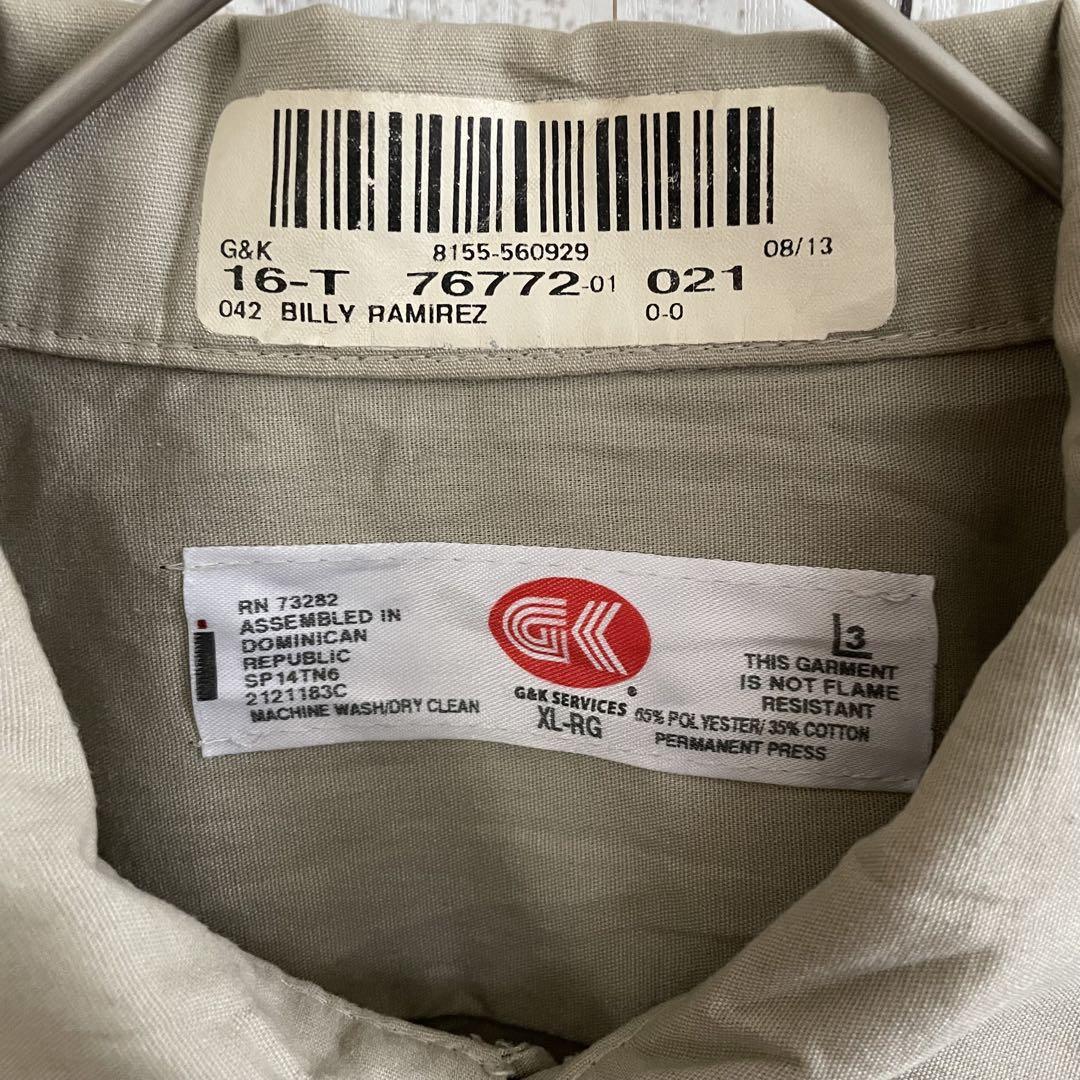 G&K 8155-560929 08/13
16-T 76772-01 021
042 BILLY RAMIREZ 0-0
RN 73282
ASSEMBLED IN
DOMINICAN
REPUBLIC
SP14TN6
2121183C
MACHINE WASH/DRY CLEAN
GK
G&K SERVICES ®
XL-RG
L3
THIS GARMENT
IS NOT FLAME
RESISTANT
65% POLYESTER/ 35% COTTON
PERMANENT PRESS